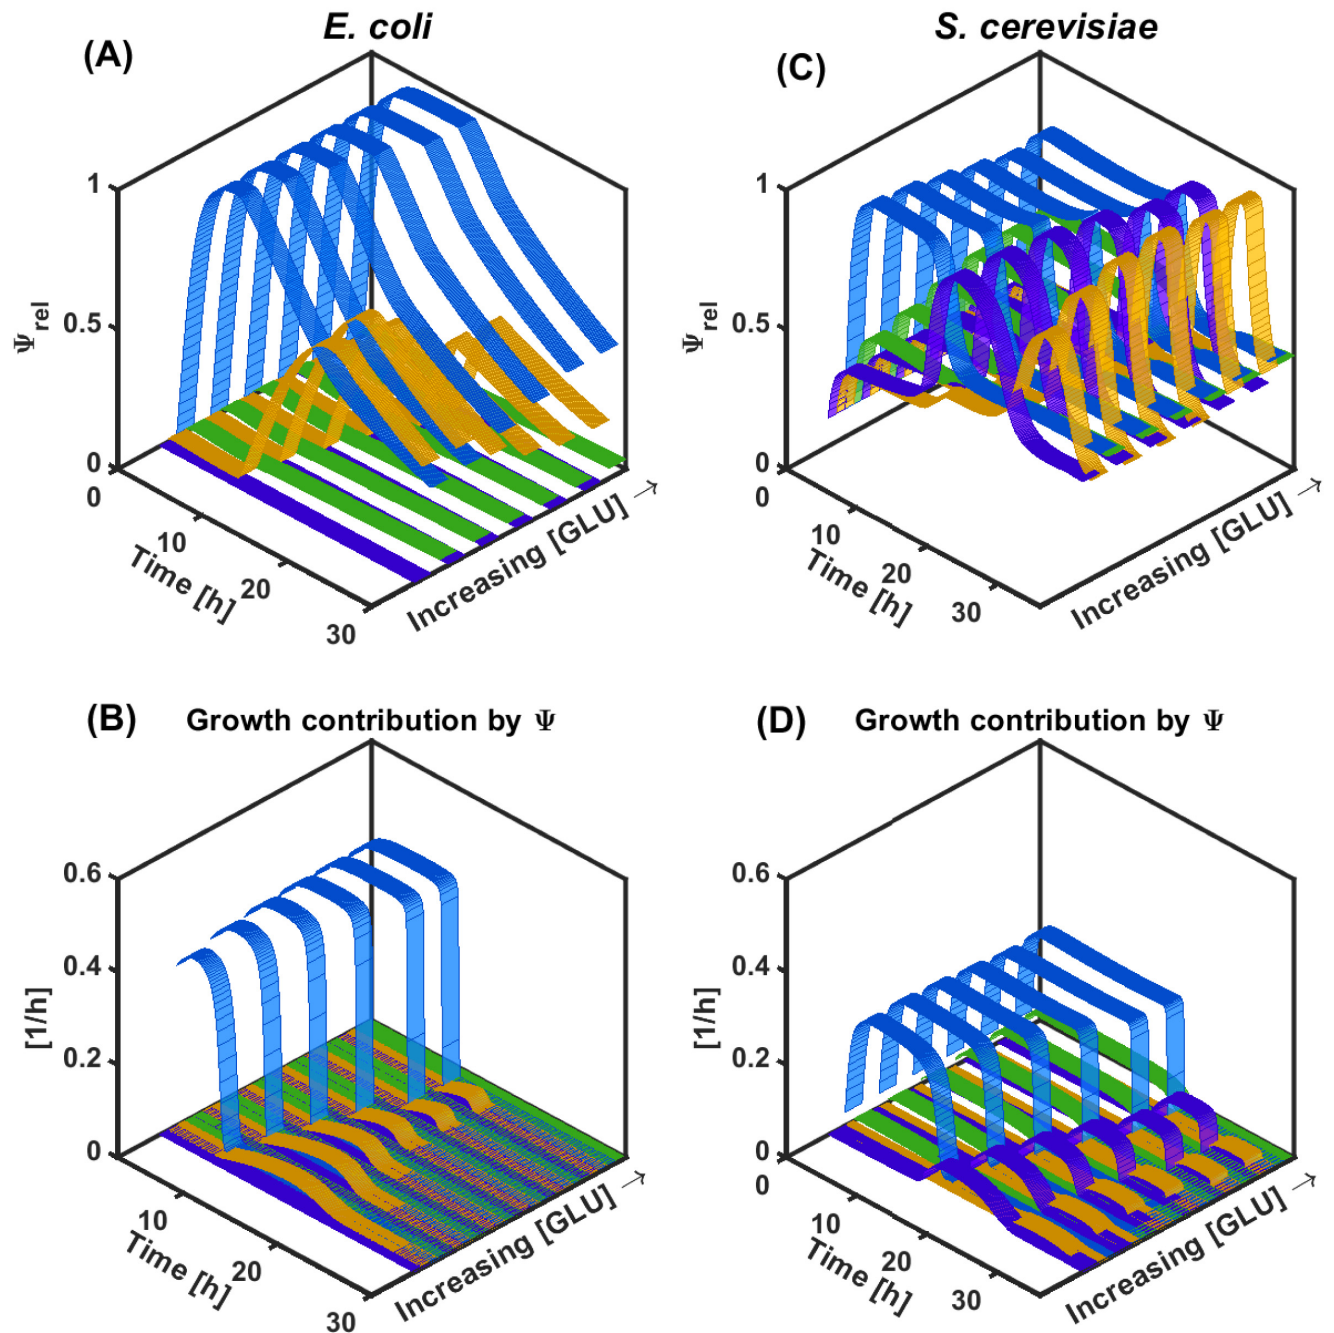 E. coli
(A)
1
0.5
0
Ψrel
0
10
20
30
Time [h]
Increasing [GLU] →
S. cerevisiae
(C)
1
0.5
0
Ψrel
0
10
20
30
Time [h]
Increasing [GLU] →
(B)
Growth contribution by Ψ
0.6
0.4
0.2
0
[1/h]
10
20
30
Time [h]
Increasing [GLU] →
(D)
Growth contribution by Ψ
0.6
0.4
0.2
0
[1/h]
0
10
20
30
Time [h]
Increasing [GLU] →